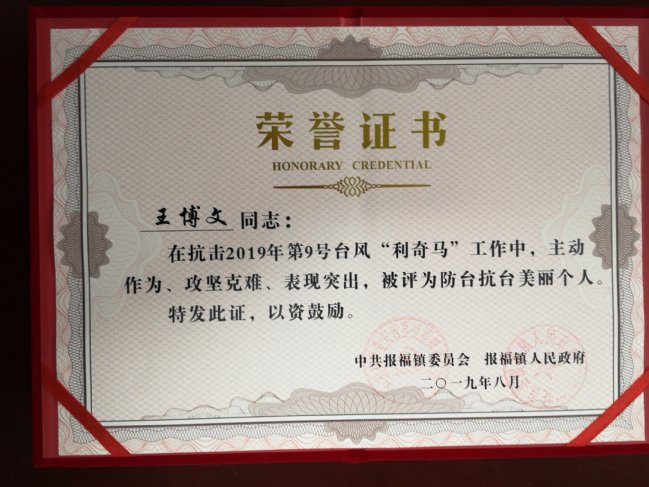 荣誉证书
HONORARY CREDENTIAL
王博文同志：
在抗击2019年第9号台风“利奇马”工作中，主动
作为、攻坚克难、表现突出，被评为防台抗台美丽个人。
特发此证，以资鼓励。
中共报福镇委员会 报福镇人民政府
二〇一九年八月